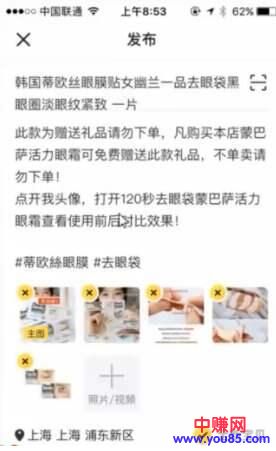 中国联通
上午8:53
62%
发布
韩国蒂欧丝眼膜贴女幽兰一品去眼袋黑
眼圈淡眼纹紧致 一片
此款为赠送礼品请勿下单，凡购买本店蒙巴
萨活力眼霜可免费赠送此款礼品，不单卖请
勿下单！
点开我头像，打开120秒去眼袋蒙巴萨活力
眼霜查看使用前后对比效果！
#蒂欧絲眼膜 #去眼袋
主图
照片/视频
上海 上海 浦东新区
中赚网
www.you85.com